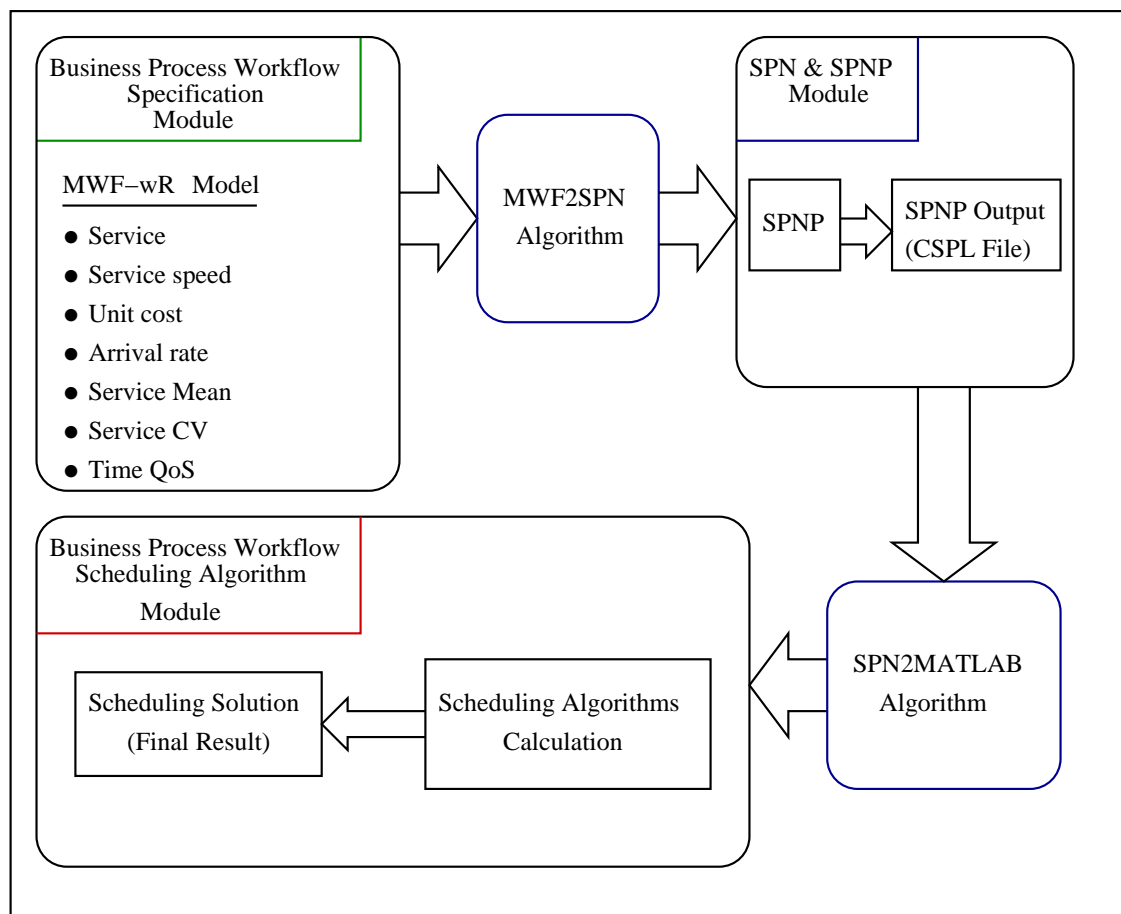 Business Process Workflow
Specification
Module
MWF−wR Model
● Service
● Service speed
● Unit cost
● Arrival rate
● Service Mean
● Service CV
● Time QoS
MWF2SPN
Algorithm
SPN & SPNP
Module
SPNP
SPNP Output
(CSPL File)
SPN2MATLAB
Algorithm
Business Process Workflow
Scheduling Algorithm
Module
Scheduling Algorithms
Calculation
Scheduling Solution
(Final Result)